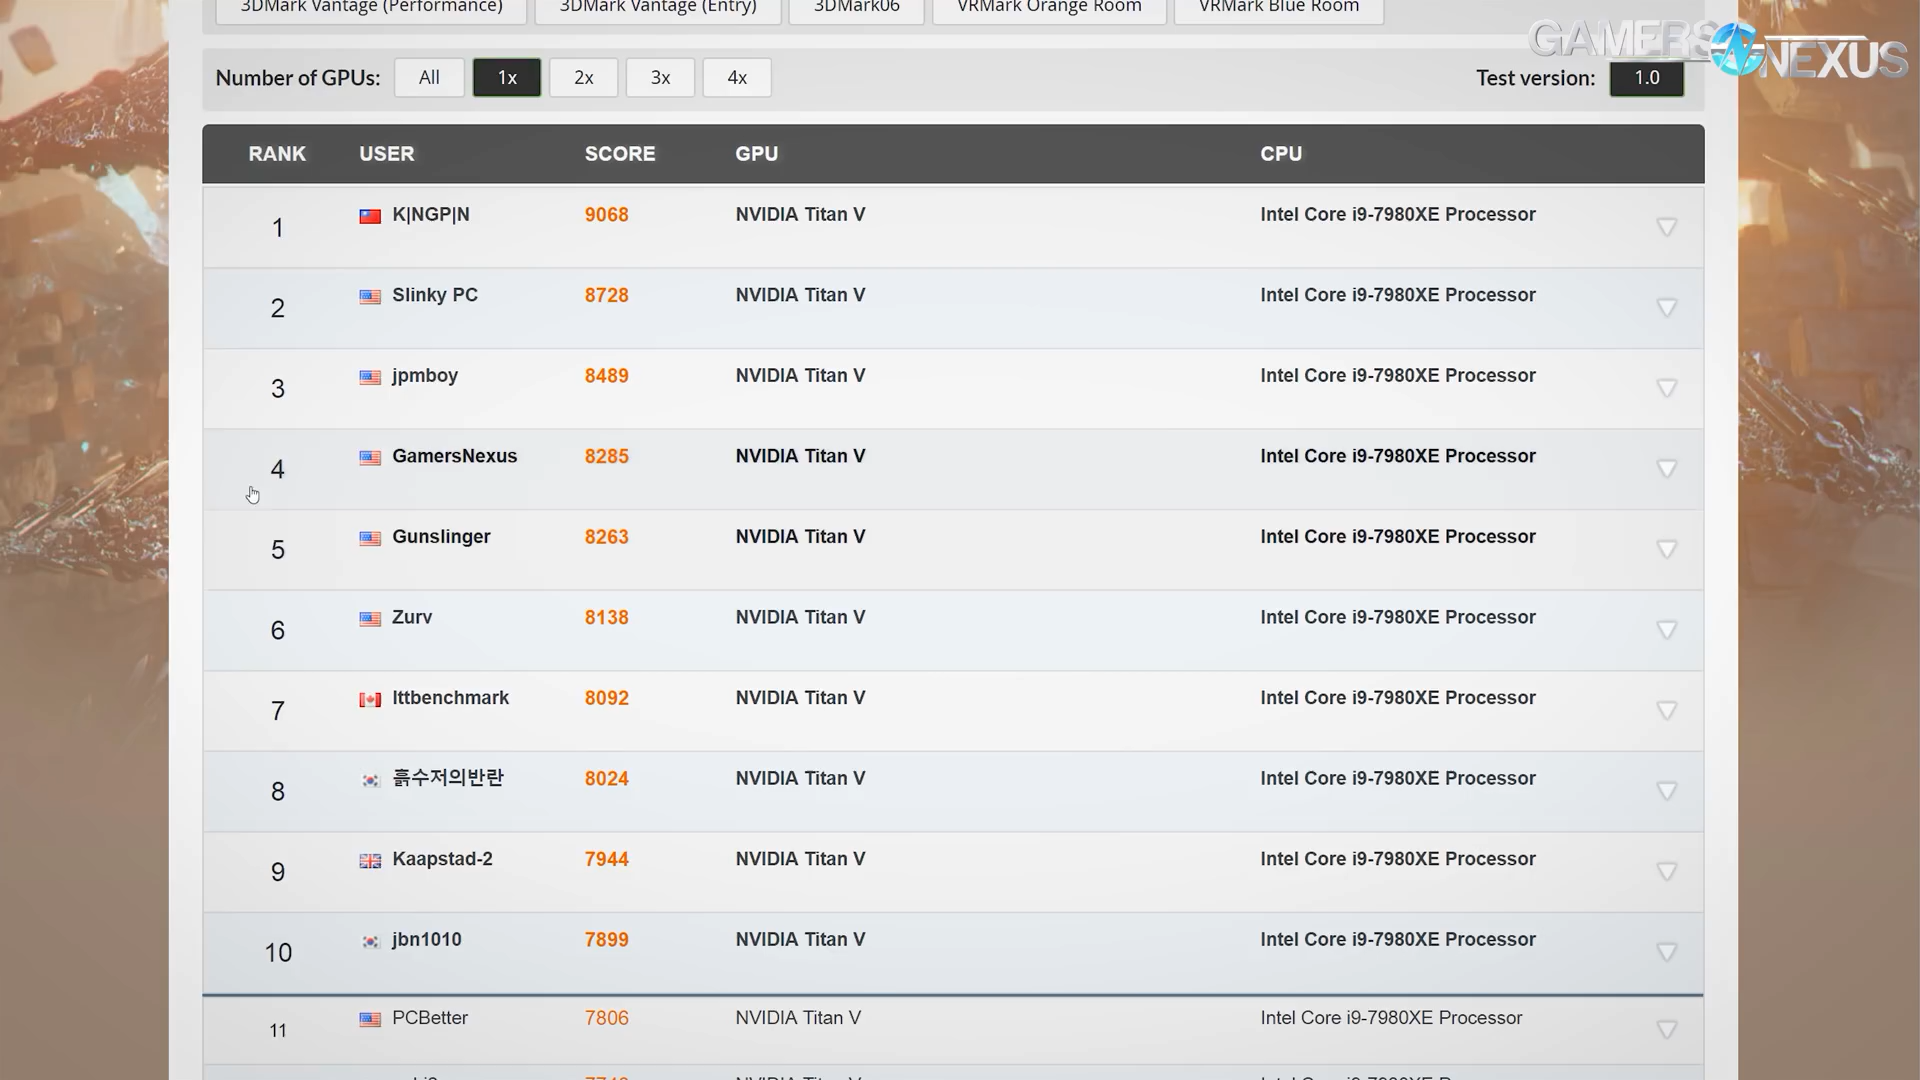 3DMark Vantage (Performance) 3DMark Vantage (Entry) 3DMark06 VRMark Orange Room VRMark Blue Room
GAMERS NEXUS
Number of GPUs: All 1x 2x 3x 4x Test version: 1.0
RANK USER SCORE GPU CPU
1 K|NGP|N 9068 NVIDIA Titan V Intel Core i9-7980XE Processor
2 Slinky PC 8728 NVIDIA Titan V Intel Core i9-7980XE Processor
3 jpmboy 8489 NVIDIA Titan V Intel Core i9-7980XE Processor
4 GamersNexus 8285 NVIDIA Titan V Intel Core i9-7980XE Processor
5 Gunslinger 8263 NVIDIA Titan V Intel Core i9-7980XE Processor
6 Zurv 8138 NVIDIA Titan V Intel Core i9-7980XE Processor
7 lttbenchmark 8092 NVIDIA Titan V Intel Core i9-7980XE Processor
8 흙수저의반란 8024 NVIDIA Titan V Intel Core i9-7980XE Processor
9 Kaapstad-2 7944 NVIDIA Titan V Intel Core i9-7980XE Processor
10 jbn1010 7899 NVIDIA Titan V Intel Core i9-7980XE Processor
11 PCBetter 7806 NVIDIA Titan V Intel Core i9-7980XE Processor